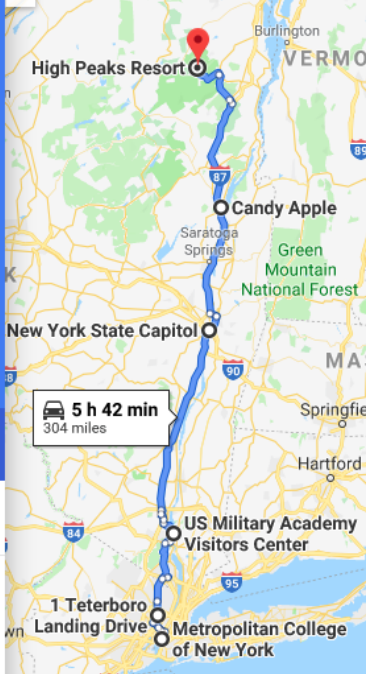 Burlington
High Peaks Resort
VERMO
89
87
Candy Apple
Saratoga
Springs
Green
Mountain
National Forest
K
New York State Capitol
MA
90
5 h 42 min
304 miles
Springfie
Hartford
US Military Academy
Visitors Center
84
95
1 Teterboro
Landing Drive
Metropolitan College
of New York
wn